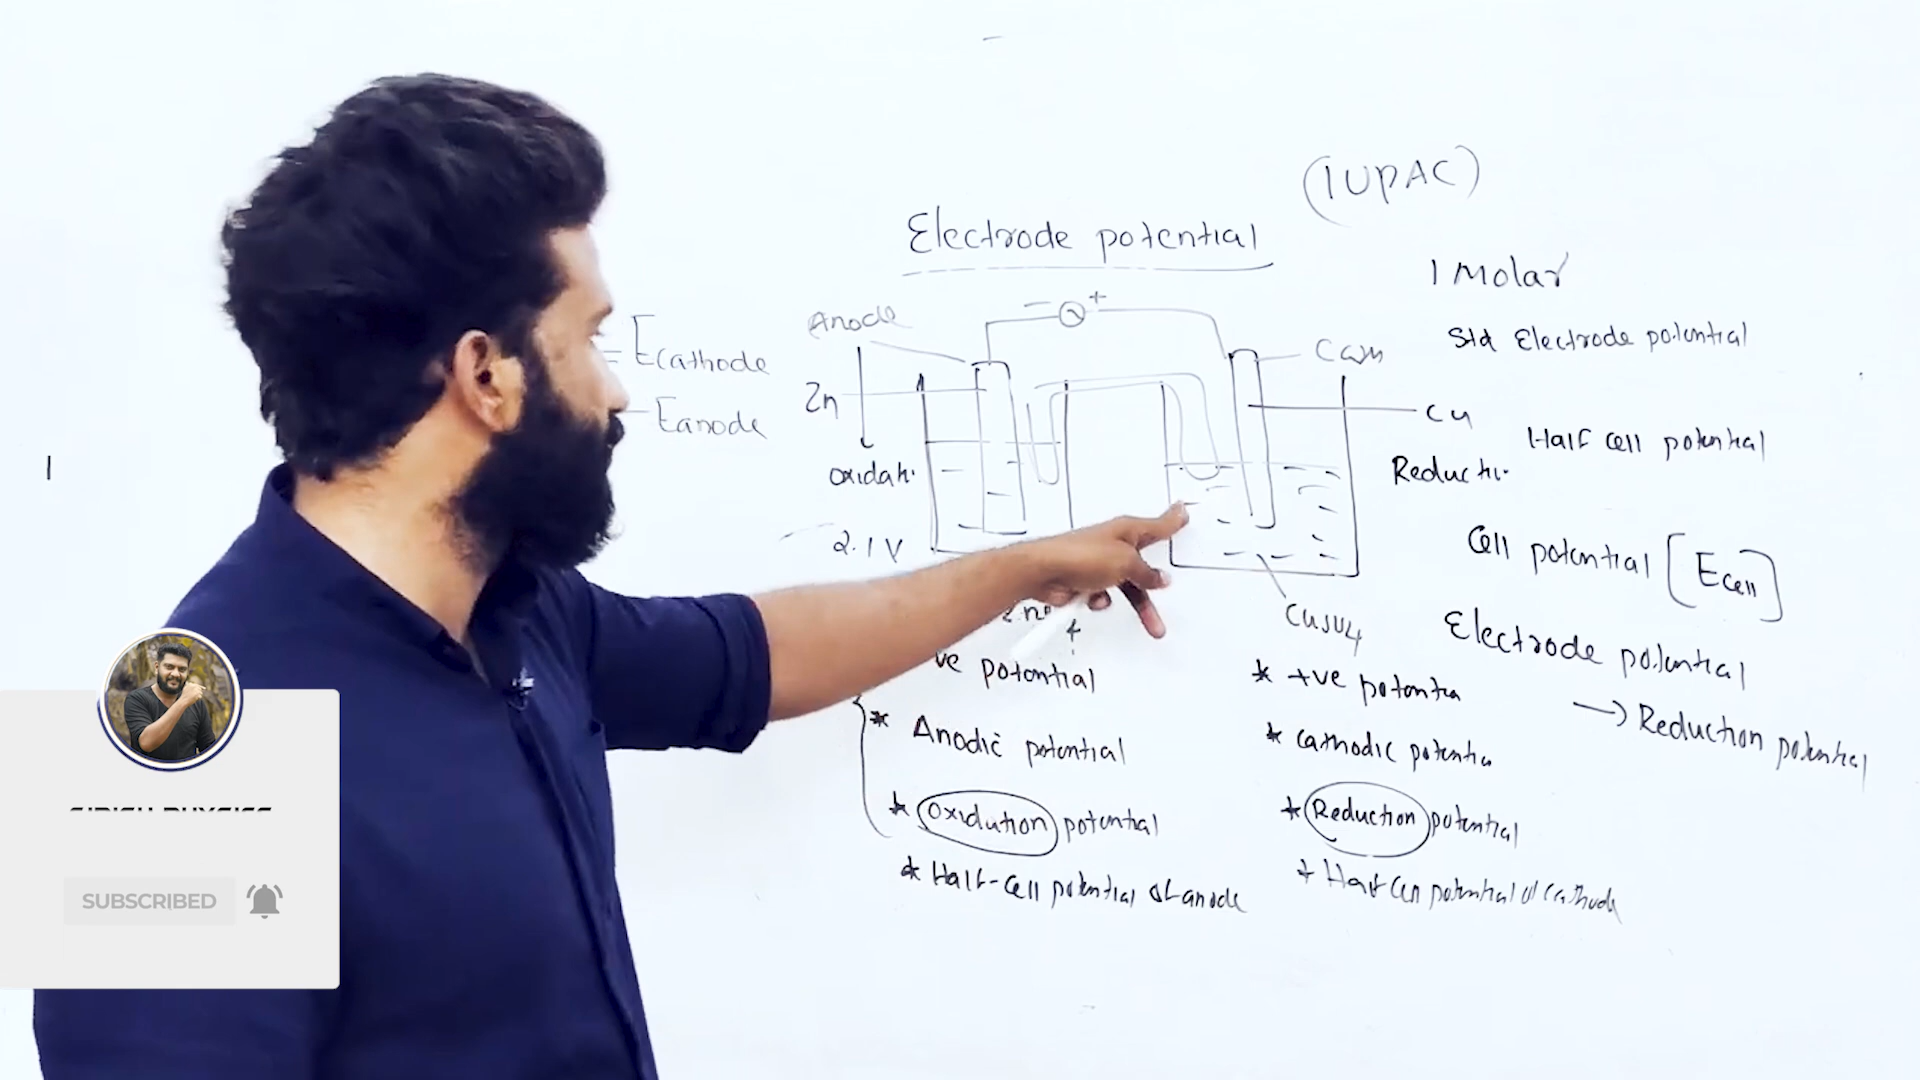 (IUPAC)
Electrode potential
1 Molar
Std Electrode potential
Anode
- +
= Ecathode
- Eanode
Zn
Cu
Half cell potential
oxidati.
Reducti.
2.1 V
Cell potential [Ecell]
CuSO4
Electrode potential
→ Reduction potential
ve potential
* Anodic potential
* Oxidution potential
* Half-cell potential of anode
* +ve potentia
* cathodic potentia
* Reduction potential
+ Half cell potential of cathode
SUBSCRIBED